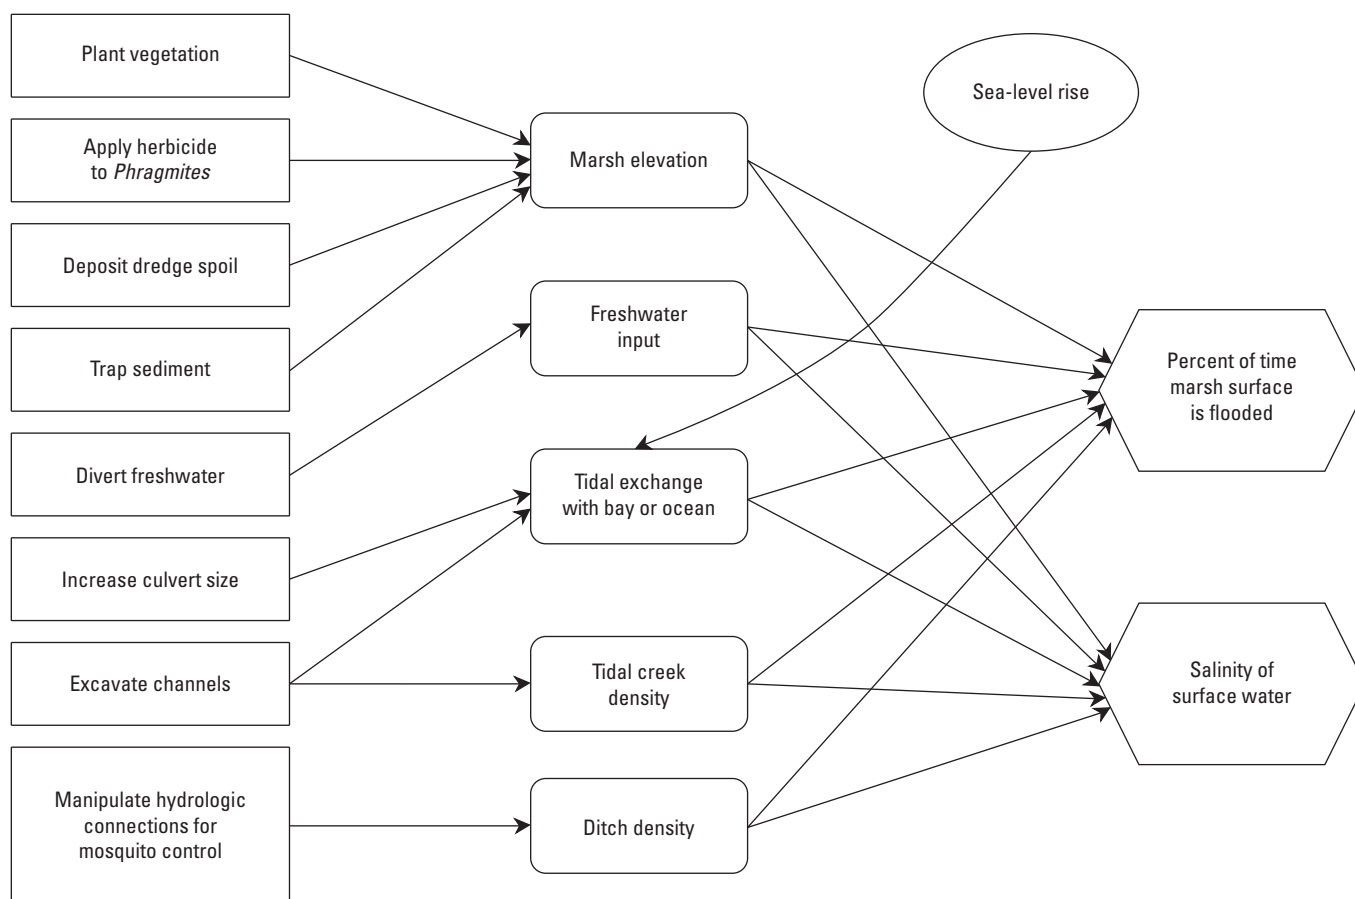 Plant vegetation
Apply herbicide
to Phragmites
Deposit dredge spoil
Trap sediment
Divert freshwater
Increase culvert size
Excavate channels
Manipulate hydrologic
connections for
mosquito control
Marsh elevation
Freshwater
input
Tidal exchange
with bay or ocean
Tidal creek
density
Ditch density
Sea-level rise
Percent of time
marsh surface
is flooded
Salinity of
surface water